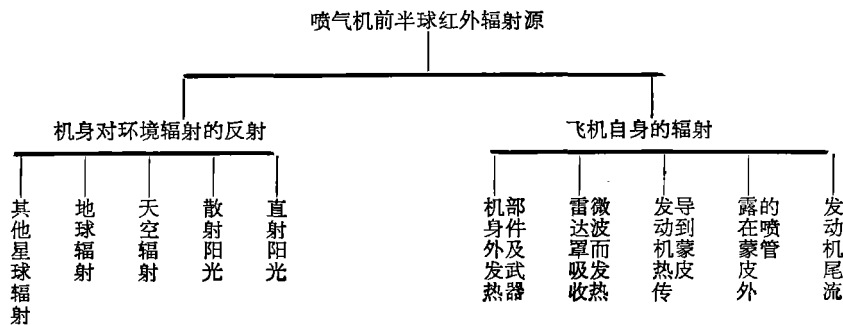 喷气机前半球红外辐射源
机身对环境辐射的反射
飞机自身的辐射
其他星球辐射
地球辐射
天空辐射
散射阳光
直射阳光
机身外发热
部件及武器
雷达罩吸收
微波而发热
发动机热传
导到蒙皮
露在蒙皮外
的喷管
发动机尾流